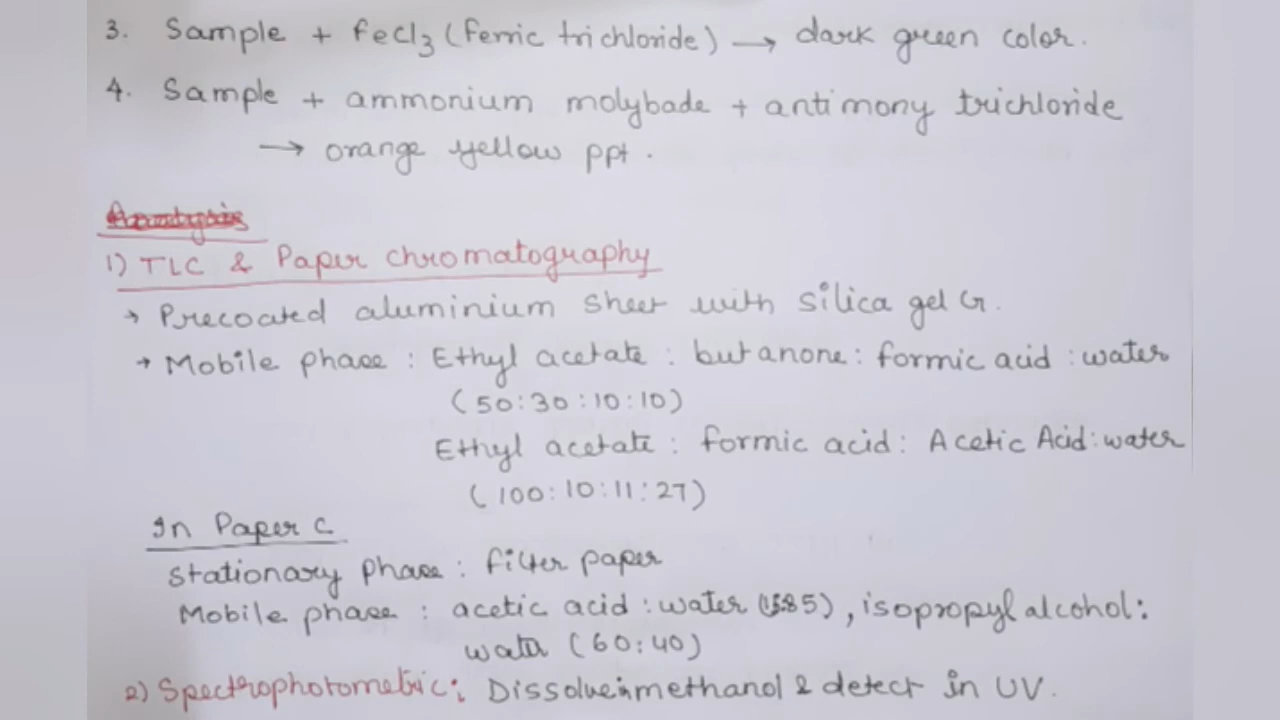 3. Sample + FeCl3 (Ferric trichloride) → dark green color.
4. Sample + ammonium molybade + antimony trichloride
→ orange yellow ppt.
1) TLC & Paper chromatography
→ Precoated aluminium sheet with silica gel G.
→ Mobile phase : Ethyl acetate : butanone : formic acid : water
(50:30:10:10)
Ethyl acetate : formic acid : Acetic Acid : water
(100:10:11:27)
In Paper C
Stationary phase : filter paper
Mobile phase : acetic acid : water (15:85), isopropyl alcohol :
water (60:40)
2) Spectrophotometric : Dissolve in methanol & detect in UV.